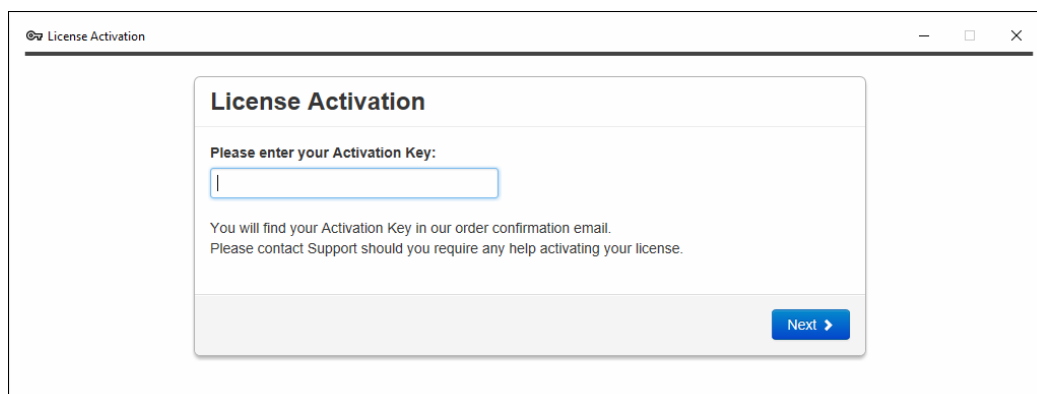 License Activation
License Activation
Please enter your Activation Key:
You will find your Activation Key in our order confirmation email.
Please contact Support should you require any help activating your license.
Next